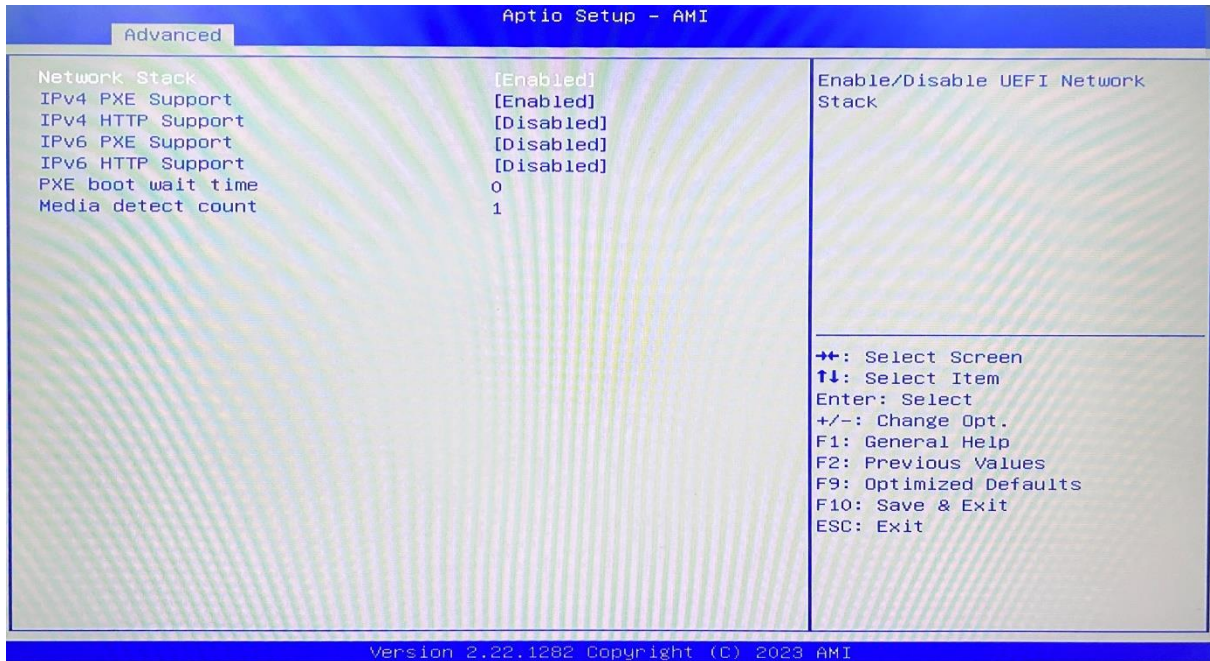 Aptio Setup – AMI
Advanced
Network Stack [Enabled]
IPv4 PXE Support [Enabled]
IPv4 HTTP Support [Disabled]
IPv6 PXE Support [Disabled]
IPv6 HTTP Support [Disabled]
PXE boot wait time 0
Media detect count 1
Enable/Disable UEFI Network
Stack
→←: Select Screen
↑↓: Select Item
Enter: Select
+/-: Change Opt.
F1: General Help
F2: Previous Values
F9: Optimized Defaults
F10: Save & Exit
ESC: Exit
Version 2.22.1282 Copyright (C) 2023 AMI